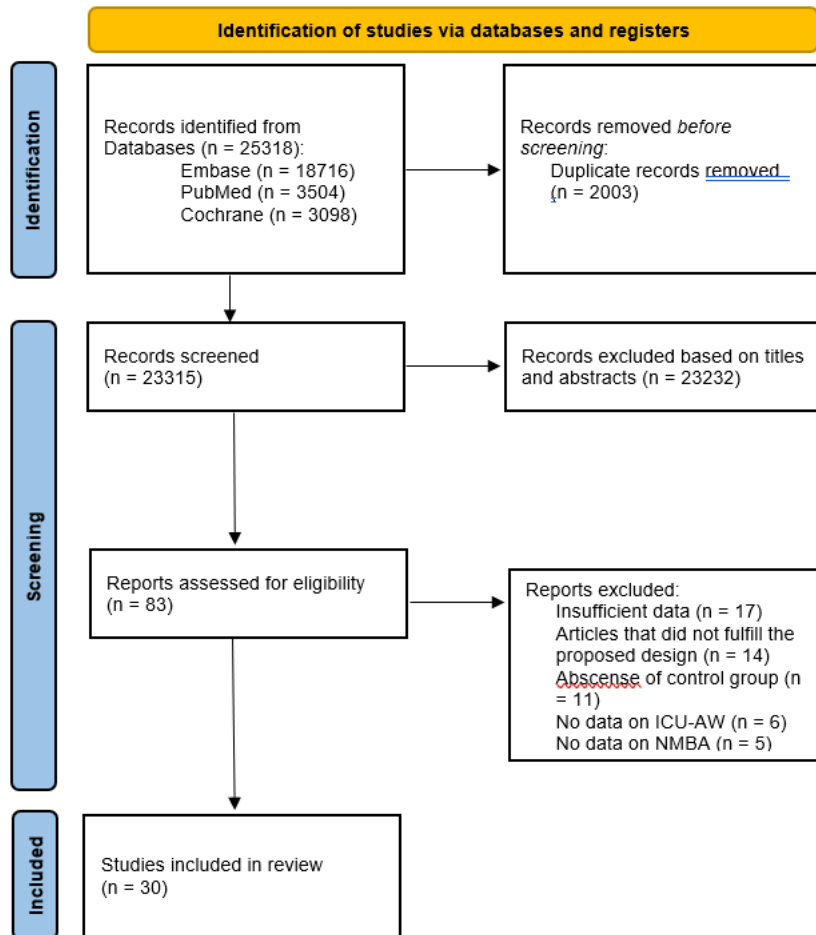 Identification of studies via databases and registers
Identification
Records identified from
Databases (n = 25318):
Embase (n = 18716)
PubMed (n = 3504)
Cochrane (n = 3098)
Records removed before
screening:
Duplicate records removed
(n = 2003)
Screening
Records screened
(n = 23315)
Records excluded based on titles
and abstracts (n = 23232)
Reports assessed for eligibility
(n = 83)
Reports excluded:
Insufficient data (n = 17)
Articles that did not fulfill the
proposed design (n = 14)
Abscense of control group (n
= 11)
No data on ICU-AW (n = 6)
No data on NMBA (n = 5)
Included
Studies included in review
(n = 30)